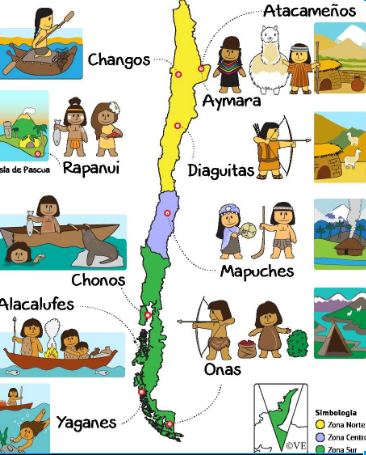 Atacameños
Changos
Aymara
Isla de Pascua
Rapanui
Diaguitas
Mapuches
Chonos
Alacalufes
Onas
Yaganes
©VE
Simbología
Zona Norte
Zona Centro
Zona Sur